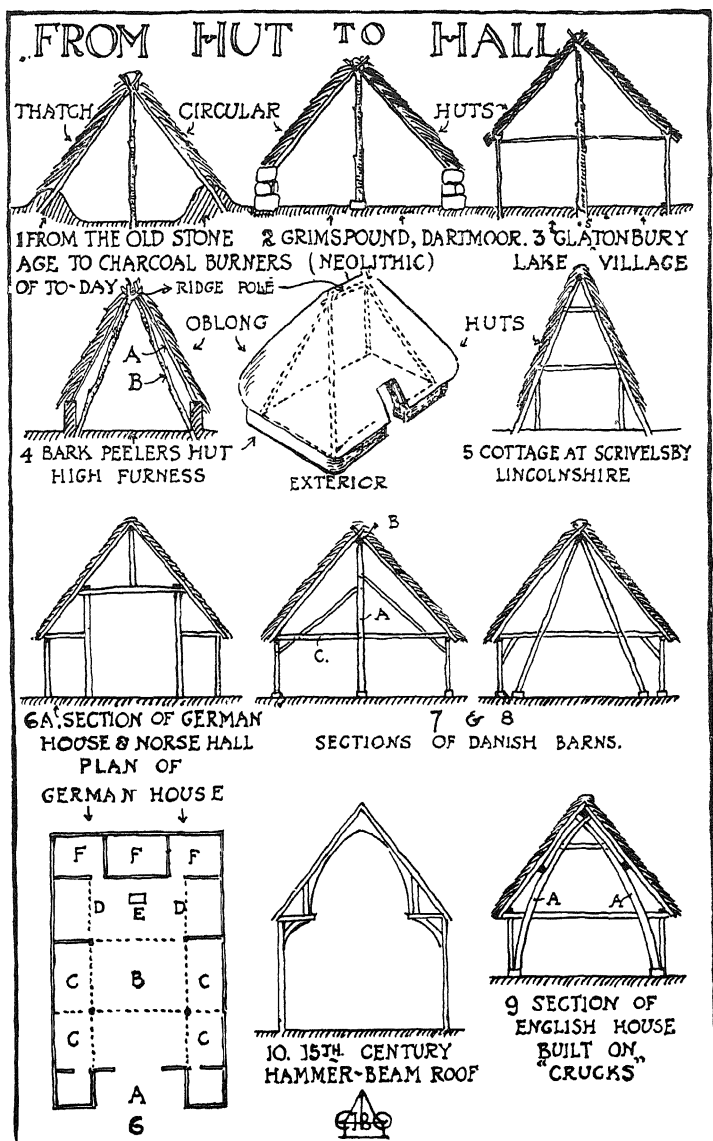 FROM HUT TO HALL
THATCH CIRCULAR HUTS
1 FROM THE OLD STONE
AGE TO CHARCOAL BURNERS
OF TO-DAY
2 GRIMSPOUND, DARTMOOR.
(NEOLITHIC)
3 GLASTONBURY
LAKE VILLAGE
RIDGE POLE
OBLONG HUTS
A
B
4 BARK PEELERS HUT
HIGH FURNESS
EXTERIOR
5 COTTAGE AT SCRIVELSBY
LINCOLNSHIRE
B
A
C.
6A. SECTION OF GERMAN
HOUSE & NORSE HALL
7 & 8
SECTIONS OF DANISH BARNS.
PLAN OF
GERMAN HOUSE
F F F
D E D
C B C
C C
A
6
10. 15TH CENTURY
HAMMER-BEAM ROOF
A A
9 SECTION OF
ENGLISH HOUSE
BUILT ON
"CRUCKS"